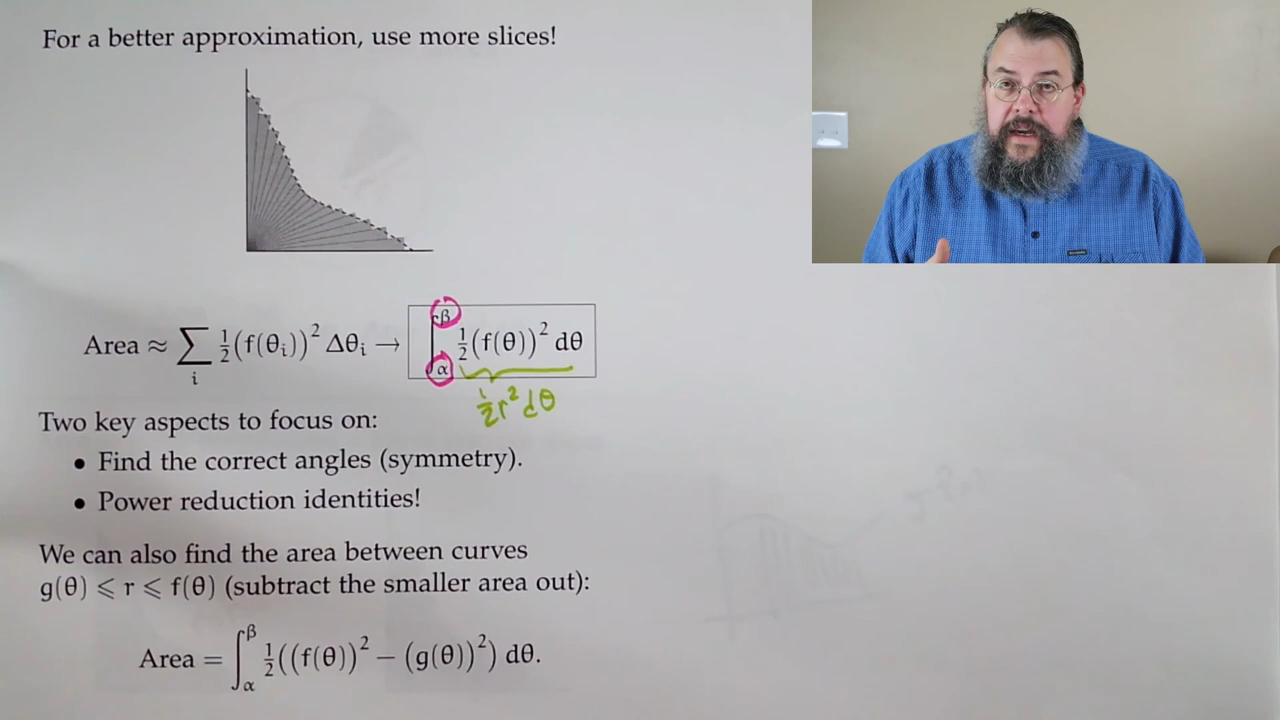 For a better approximation, use more slices!
Area ≈ ∑ᵢ ½(f(θᵢ))² Δθᵢ → ∫_α^β ½(f(θ))² dθ
½r²dθ
Two key aspects to focus on:
• Find the correct angles (symmetry).
• Power reduction identities!
We can also find the area between curves
g(θ) ⩽ r ⩽ f(θ) (subtract the smaller area out):
Area = ∫_α^β ½((f(θ))² − (g(θ))²) dθ.